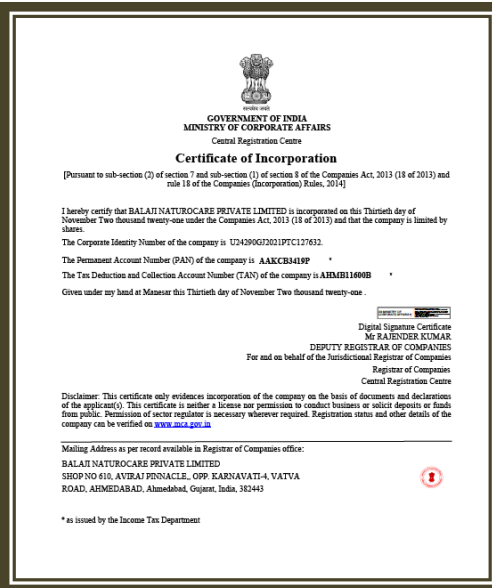 सत्यमेव जयते
GOVERNMENT OF INDIA
MINISTRY OF CORPORATE AFFAIRS
Central Registration Centre
Certificate of Incorporation
[Pursuant to sub-section (2) of section 7 and sub-section (1) of section 8 of the Companies Act, 2013 (18 of 2013) and
rule 18 of the Companies (Incorporation) Rules, 2014]
I hereby certify that BALAJI NATUROCARE PRIVATE LIMITED is incorporated on this Thirtieth day of
November Two thousand twenty-one under the Companies Act, 2013 (18 of 2013) and that the company is limited by
shares.
The Corporate Identity Number of the company is U24290GJ2021PTC127632.
The Permanent Account Number (PAN) of the company is AAKCB3419P *
The Tax Deduction and Collection Account Number (TAN) of the company is AHMB11600B *
Given under my hand at Manesar this Thirtieth day of November Two thousand twenty-one .
Digital Signature Certificate
Mr RAJENDER KUMAR
DEPUTY REGISTRAR OF COMPANIES
For and on behalf of the Jurisdictional Registrar of Companies
Registrar of Companies
Central Registration Centre
Disclaimer: This certificate only evidences incorporation of the company on the basis of documents and declarations
of the applicant(s). This certificate is neither a license nor permission to conduct business or solicit deposits or funds
from public. Permission of sector regulator is necessary wherever required. Registration status and other details of the
company can be verified on www.mca.gov.in
Mailing Address as per record available in Registrar of Companies office:
BALAJI NATUROCARE PRIVATE LIMITED
SHOP NO 610, AVIRAJ PINNACLE,, OPP. KARNAVATI-4, VATVA
ROAD, AHMEDABAD, Ahmedabad, Gujarat, India, 382443
* as issued by the Income Tax Department